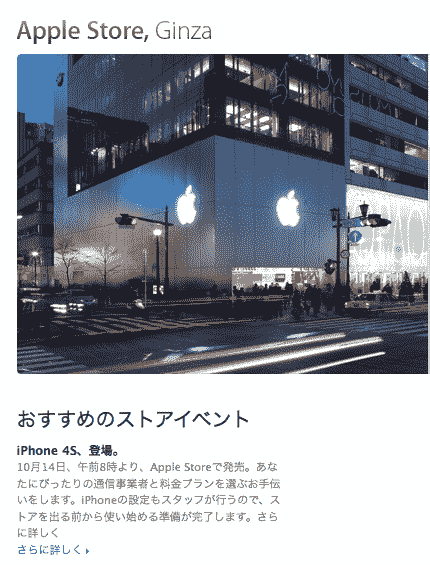 Apple Store, Ginza
おすすめのストアイベント
iPhone 4S、登場。
10月14日、午前8時より、Apple Storeで発売。あな
たにぴったりの通信事業者と料金プランを選ぶお手伝
いをします。iPhoneの設定もスタッフが行うので、ス
トアを出る前から使い始める準備が完了します。さら
に詳しく
さらに詳しく